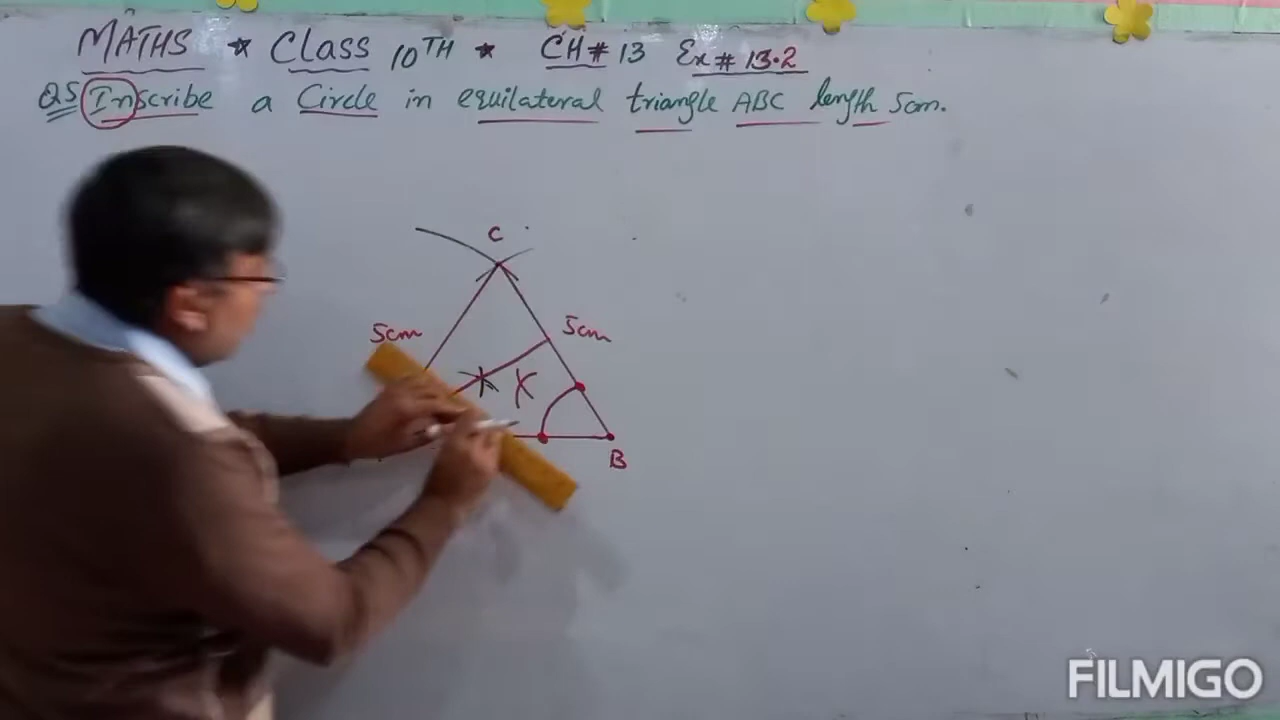 MATHS * Class 10TH * CH # 13 Ex # 13.2
Q5 Inscribe a Circle in equilateral triangle ABC length 5cm.
C
5cm
5cm
B
FILMIGO